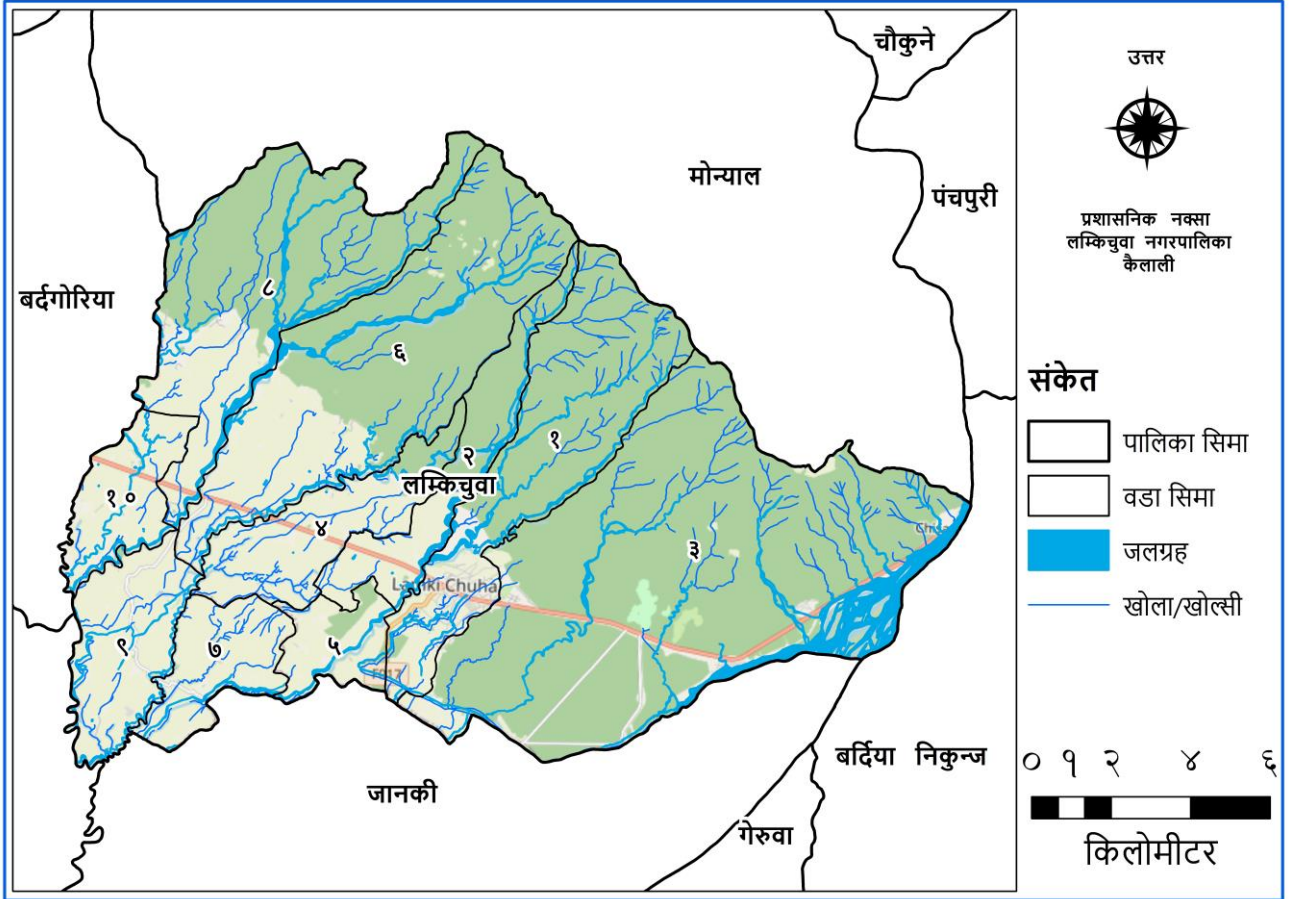 चौकुने
मोन्याल
पंचपुरी
बर्दगोरिया
८
६
२
१
लम्किचुवा
१०
४
३
Lamki Chuha
९
७
५
बर्दिया निकुन्ज
जानकी
गेरुवा
उत्तर
प्रशासनिक नक्सा
लम्किचुवा नगरपालिका
कैलाली
संकेत
पालिका सिमा
वडा सिमा
जलग्रह
खोला/खोल्सी
० १ २ ४ ६
किलोमीटर